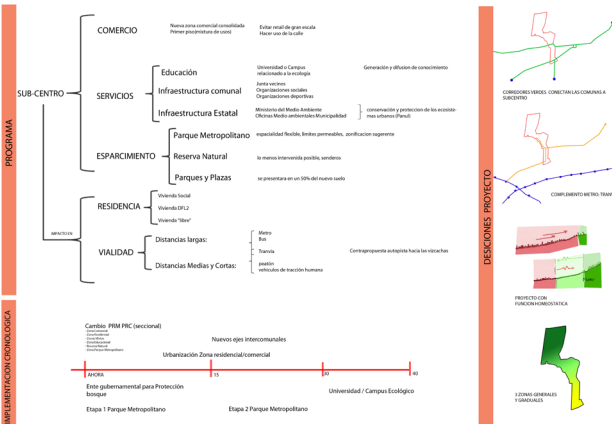 PROGRAMA
SUB-CENTRO
COMERCIO
Nueva zona comercial consolidada
Primer piso(mixtura de usos)
Evitar retail de gran escala
Hacer uso de la calle
SERVICIOS
Educación
Universidad o Campus
relacionado a la ecologia
Generación y difusion de conocimiento
Infraestructura comunal
Junta vecinos
Organizaciones sociales
Organizaciones deportivas
Infraestructura Estatal
Ministerio del Medio Ambiente
Oficinas Medio ambientales Municipalidad
conservación y proteccion de los ecosiste-
mas urbanos (Panul)
ESPARCIMIENTO
Parque Metropolitano
espacialidad flexible, limites permeables, zonificacion sugerente
Reserva Natural
lo menos intervenida posible, senderos
Parques y Plazas
se presentara en un 50% del nuevo suelo
IMPACTO EN
RESIDENCIA
Vivienda Social
Vivienda DFL2
Vivienda "libre"
VIALIDAD
Distancias largas:
Metro
Bus
Tranvia
Contrapropuesta autopista hacia las vizcachas
Distancias Medias y Cortas:
peatón
vehiculos de tracción humana
IMPLEMENTACION CRONOLOGICA
Cambio PRM PRC (seccional)
Nuevos ejes intercomunales
Urbanización Zona residencial/comercial
AHORA
15
30
40
Ente gubernamental para Protección
bosque
Universidad / Campus Ecológico
Etapa 1 Parque Metropolitano
Etapa 2 Parque Metropolitano
DESICIONES PROYECTO
CORREDORES VERDES CONECTAN LAS COMUNAS A
SUBCENTRO
COMPLEMENTO METRO; TRAN
PROYECTO CON
FUNCION HOMEOSTATICA
3 ZONAS GENERALES
Y GRADUALES